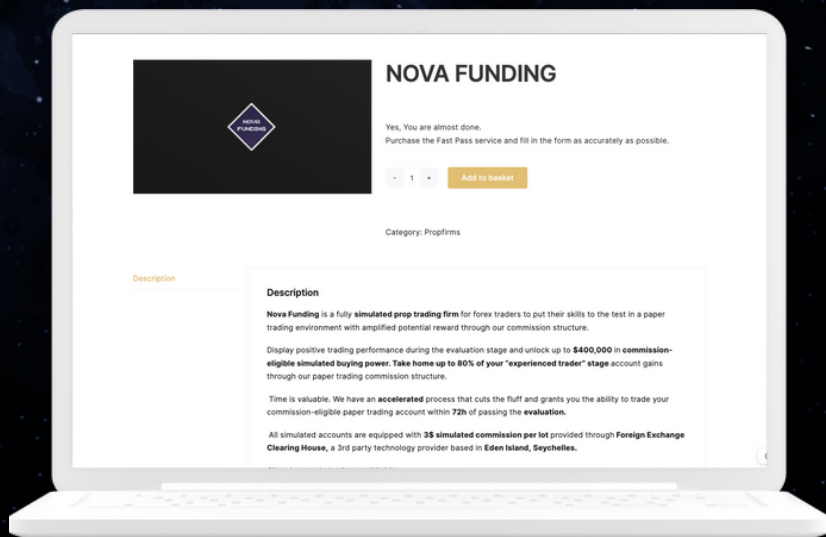 NOVA FUNDING
NOVA
FUNDING
Yes, You are almost done.
Purchase the Fast Pass service and fill in the form as accurately as possible.
- 1 +
Add to basket
Category: Propfirms
Description
Description
Nova Funding is a fully simulated prop trading firm for forex traders to put their skills to the test in a paper
trading environment with amplified potential reward through our commission structure.
Display positive trading performance during the evaluation stage and unlock up to $400,000 in commission-
eligible simulated buying power. Take home up to 80% of your "experienced trader" stage account gains
through our paper trading commission structure.
Time is valuable. We have an accelerated process that cuts the fluff and grants you the ability to trade your
commission-eligible paper trading account within 72h of passing the evaluation.
All simulated accounts are equipped with 3$ simulated commission per lot provided through Foreign Exchange
Clearing House, a 3rd party technology provider based in Eden Island, Seychelles.